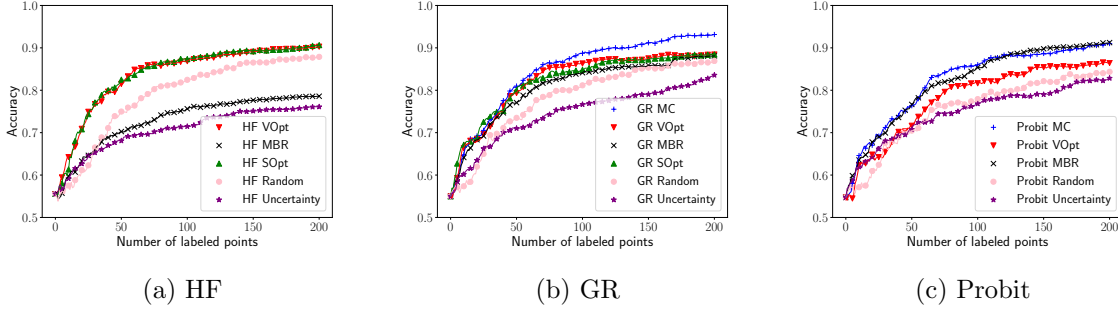 1.0
0.9
0.8
0.7
0.6
0.5
Accuracy
0
50
100
150
200
Number of labeled points
HF VOpt
HF MBR
HF SOpt
HF Random
HF Uncertainty
(a) HF
1.0
0.9
0.8
0.7
0.6
0.5
Accuracy
0
50
100
150
200
Number of labeled points
GR MC
GR VOpt
GR MBR
GR SOpt
GR Random
GR Uncertainty
(b) GR
1.0
0.9
0.8
0.7
0.6
0.5
Accuracy
0
50
100
150
200
Number of labeled points
Probit MC
Probit VOpt
Probit MBR
Probit Random
Probit Uncertainty
(c) Probit